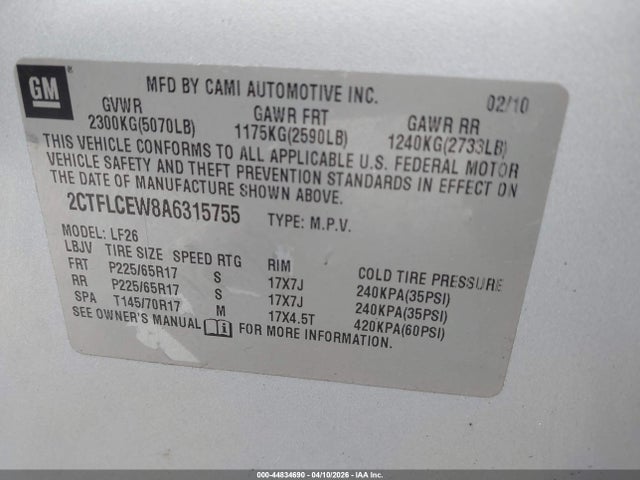 GM
MFD BY CAMI AUTOMOTIVE INC. 02/10
GVWR GAWR FRT GAWR RR
2300KG(5070LB) 1175KG(2590LB) 1240KG(2733LB)
THIS VEHICLE CONFORMS TO ALL APPLICABLE U.S. FEDERAL MOTOR
VEHICLE SAFETY AND THEFT PREVENTION STANDARDS IN EFFECT ON
THE DATE OF MANUFACTURE SHOWN ABOVE.
2CTFLCEW8A6315755 TYPE: M.P.V.
MODEL: LF26
LBJV TIRE SIZE SPEED RTG RIM COLD TIRE PRESSURE
FRT P225/65R17 S 17X7J 240KPA(35PSI)
RR P225/65R17 S 17X7J 240KPA(35PSI)
SPA T145/70R17 M 17X4.5T 420KPA(60PSI)
SEE OWNER'S MANUAL FOR MORE INFORMATION.
000-44834690 - 04/10/2026 - IAA Inc.